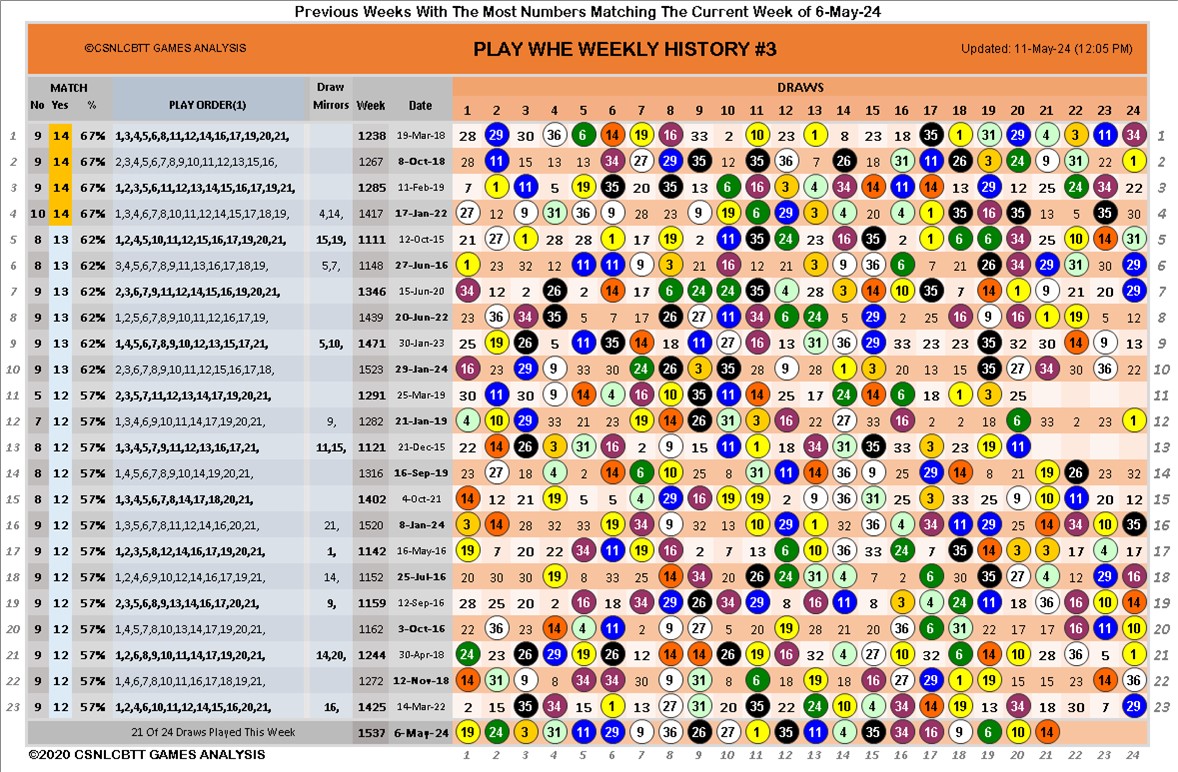 Previous Weeks With The Most Numbers Matching The Current Week of 6-May-24
©CSNLCBTT GAMES ANALYSIS PLAY WHE WEEKLY HISTORY #3 Updated: 11-May-24 (12:05 PM)
MATCH Draw DRAWS
No Yes % PLAY ORDER(1) Mirrors Week Date 1 2 3 4 5 6 7 8 9 10 11 12 13 14 15 16 17 18 19 20 21 22 23 24
1 9 14 67% 1,3,4,5,6,8,11,12,14,16,17,19,20,21, 1238 19-Mar-18 28 29 30 36 6 14 19 16 33 2 10 23 1 8 23 18 35 1 31 29 4 3 11 34 1
2 9 14 67% 2,3,4,5,6,7,8,9,10,11,12,13,15,16, 1267 8-Oct-18 28 11 15 13 13 34 27 29 35 12 35 36 7 26 18 31 11 26 3 24 9 31 22 1 2
3 9 14 67% 1,2,3,5,6,11,12,13,14,15,16,17,19,21, 1285 11-Feb-19 7 1 11 5 19 35 20 35 13 6 16 3 4 34 14 11 14 13 29 12 22 24 34 22 3
4 10 14 67% 1,3,4,6,7,8,10,11,12,14,15,17,18,19, 4,14, 1417 17-Jan-22 27 12 9 31 36 9 28 23 9 19 6 29 3 4 20 4 1 35 16 35 13 5 35 30 4
5 8 13 62% 1,2,4,5,10,11,12,15,16,17,19,20,21, 15,19, 1111 12-Oct-15 21 27 1 28 28 1 17 19 2 11 35 24 23 16 35 2 1 6 6 34 25 10 14 31 5
6 8 13 62% 3,4,5,6,7,8,9,11,13,16,17,18,19, 5,7, 1148 27-Jun-16 1 23 32 12 11 11 9 3 21 16 12 21 3 9 36 6 7 21 26 34 29 31 30 29 6
7 9 13 62% 2,3,6,7,9,11,12,14,15,16,19,20,21, 1346 15-Jun-20 34 12 2 26 2 14 17 6 24 24 35 4 28 3 14 10 35 7 14 1 9 21 20 29 7
8 9 13 62% 1,2,5,6,7,8,10,11,12,15,17,18,19, 1439 20-Jun-22 23 36 34 35 5 7 17 26 27 11 34 6 24 5 29 2 25 16 9 16 1 19 5 12 8
9 9 13 62% 1,4,5,6,7,8,9,10,12,13,15,17,21, 5,10, 1471 30-Jan-23 25 19 26 5 11 35 14 18 11 27 16 13 31 36 29 33 23 23 35 32 30 14 9 13 9
10 9 13 62% 2,3,6,7,8,9,10,11,12,15,16,17,18, 1523 29-Jan-24 16 23 29 9 33 30 24 26 3 35 28 9 28 1 3 20 13 15 35 27 34 30 36 22 10
11 5 12 57% 2,3,5,7,11,12,13,14,17,19,20,21, 1291 25-Mar-19 30 11 30 9 14 4 16 10 35 11 14 25 17 24 14 6 18 1 3 25 11
12 7 12 57% 1,3,4,6,9,10,11,14,17,19,20,21, 9, 1282 21-Jan-19 4 10 29 33 21 23 19 14 26 31 3 16 22 27 32 16 2 2 18 6 33 2 22 1 12
13 8 12 57% 1,3,4,5,7,9,11,12,13,16,17,21, 11,15, 1121 21-Dec-15 22 14 26 3 31 16 2 9 15 11 1 18 34 31 35 33 3 23 19 11 13
14 8 12 57% 1,4,5,6,7,8,9,10,14,19,20,21, 1316 16-Sep-19 23 27 18 4 2 14 6 10 25 8 31 11 14 36 9 25 29 14 8 21 19 26 23 32 14
15 8 12 57% 1,3,4,5,6,7,8,14,17,18,20,21, 1402 4-Oct-21 14 12 21 19 5 5 4 29 16 19 19 2 9 36 31 25 3 33 25 9 10 11 20 12 15
16 9 12 57% 1,3,5,6,7,8,11,12,14,16,20,21, 21, 1520 8-Jan-24 3 14 28 32 33 19 34 9 32 13 10 29 1 32 36 4 34 11 29 25 14 34 10 35 16
17 9 12 57% 1,2,3,5,8,12,14,16,17,19,20,21, 1, 1142 16-May-16 19 7 20 22 34 11 19 16 2 7 13 6 10 36 33 24 7 35 14 3 3 17 4 17 17
18 9 12 57% 1,2,4,6,9,10,12,14,16,17,19,21, 14, 1152 25-Jul-16 20 30 30 19 8 33 25 14 34 20 26 24 31 4 7 2 6 30 35 27 4 12 29 16 18
19 9 12 57% 2,3,5,6,8,9,13,14,16,17,20,21, 9, 1159 12-Sep-16 28 25 20 2 16 18 34 29 26 34 29 8 16 11 8 3 4 24 11 18 36 16 10 14 19
20 9 12 57% 1,4,5,7,8,10,13,14,17,19,20,21, 1162 3-Oct-16 22 36 23 14 4 11 2 9 27 5 20 19 28 21 20 36 6 31 22 17 17 16 11 10 20
21 9 12 57% 1,2,6,8,9,10,11,14,17,19,20,21, 14,20, 1244 30-Apr-18 24 23 26 29 19 26 12 14 14 26 19 16 32 4 27 10 32 6 14 10 28 36 5 1 21
22 9 12 57% 1,4,6,7,8,10,11,16,17,18,19,21, 1272 12-Nov-18 14 31 9 8 34 34 30 9 31 8 6 18 19 18 16 27 29 1 19 15 22 23 14 36 22
23 9 12 57% 1,2,4,6,10,11,12,14,15,16,20,21, 16, 1425 14-Mar-22 2 15 35 34 15 1 13 27 31 20 35 22 24 10 4 34 14 19 13 34 18 30 7 29 23
21 Of 24 Draws Played This Week 1537 6-May-24 19 24 3 31 11 29 9 36 26 27 1 35 11 4 35 34 16 9 6 10 14
©2020 CSNLCBTT GAMES ANALYSIS 1 2 3 4 5 6 7 8 9 10 11 12 13 14 15 16 17 18 19 20 21 22 23 24